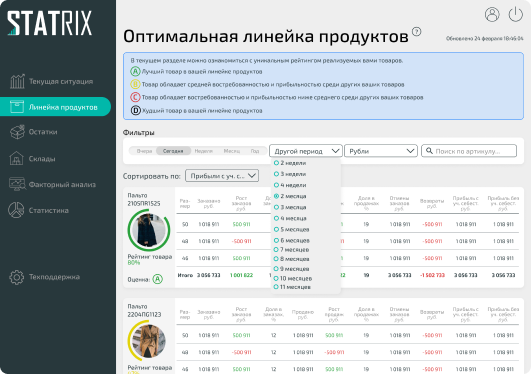 STATRIX
Текущая ситуация
Линейка продуктов
Остатки
Склады
Факторный анализ
Статистика
Техподдержка
Оптимальная линейка продуктов
?
Обновлено 24 февраля 18:46:04
В текущем разделе можно ознакомиться с уникальным рейтингом реализуемых вами товаров.
A Лучший товар в вашей линейке продуктов
B Товар обладает средней востребованностью и прибыльностью среди других ваших товаров
C Товар обладает востребованностью и прибыльностью ниже среднего среди других ваших товаров
D Худший товар в вашей линейке продуктов
Фильтры
Вчера Сегодня Неделя Месяц Год
Другой период
Рубли
Поиск по артикулу...
2 недели
3 недели
4 недели
2 месяца
3 месяца
4 месяца
5 месяцев
6 месяцев
7 месяцев
8 месяцев
9 месяцев
10 месяцев
11 месяцев
Сортировать по: Прибыли с уч. с...
Пальто
2105ПЯ1525
Рейтинг товара
80%
Оценка: A
Раз-мер Заказано руб. Рост заказов руб. Отмены руб. Доля в продажах % Возвраты руб. Прибыль с уч. себест. руб. Прибыль без уч. себест. руб.
50 1 018 911 500 911 1 018 911 19 -500 911 1 018 911 1 018 911
48 1 018 911 -500 911 1 018 911 19 -500 911 1 018 911 1 018 911
46 1 018 911 500 911 1 018 911 19 -500 911 1 018 911 1 018 911
Итого 3 056 733 1 001 822 3 056 733 19 -1 502 733 3 056 733 3 056 733
Пальто
2204ПG1123
Рейтинг товара
Раз-мер Заказано руб. Рост заказов руб. Доля в заказах % Продано руб. Рост продаж руб. Отмены руб. Доля в продажах % Возвраты руб. Прибыль с уч. себест. руб. Прибыль без уч. себест. руб.
50 1 018 911 500 911 12 1 018 911 500 911 1 018 911 19 -500 911 1 018 911 1 018 911
48 1 018 911 -500 911 12 1 018 911 -500 911 1 018 911 19 -500 911 1 018 911 1 018 911
46 1 018 911 500 911 12 1 018 911 500 911 1 018 911 19 -500 911 1 018 911 1 018 911